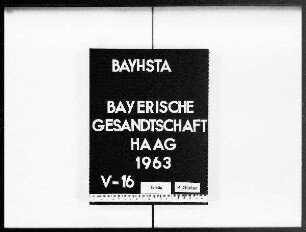 BAYHSTA
BAYERISCHE
GESANDTSCHAFT
HAAG
1963
V-16